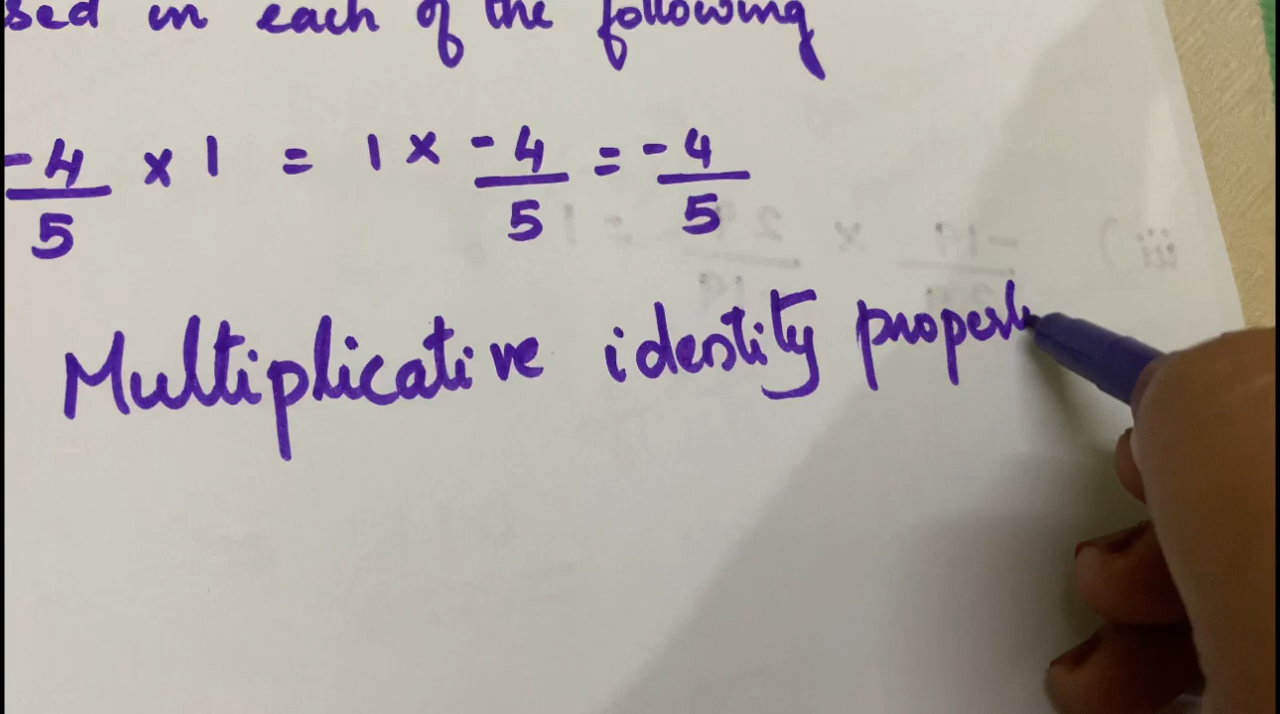 sed in each of the following
-4/5 × 1 = 1 × -4/5 = -4/5
Multiplicative identity propert